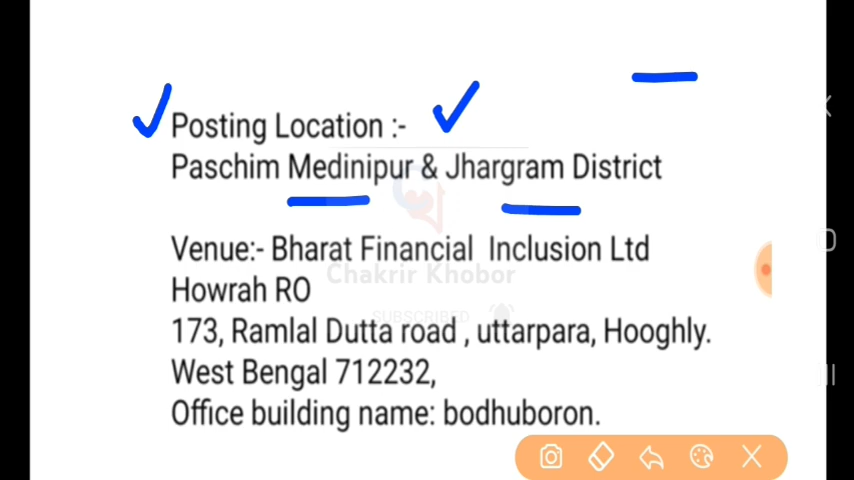 Posting Location :-
Paschim Medinipur & Jhargram District
Venue:- Bharat Financial Inclusion Ltd
Chakrir Khobor
Howrah RO
SUBSCRIBED
173, Ramlal Dutta road , uttarpara, Hooghly.
West Bengal 712232,
Office building name: bodhuboron.